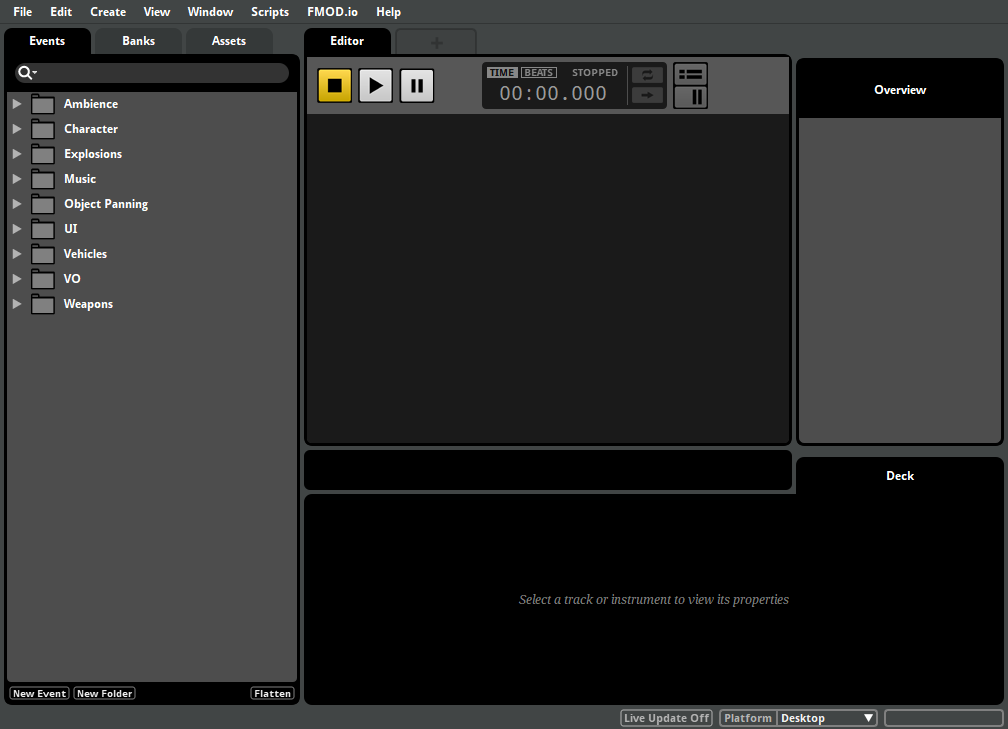 File Edit Create View Window Scripts FMOD.io Help
Events Banks Assets
Editor +
TIME BEATS STOPPED
00:00.000
Overview
Ambience
Character
Explosions
Music
Object Panning
UI
Vehicles
VO
Weapons
Deck
Select a track or instrument to view its properties
New Event New Folder Flatten
Live Update Off Platform Desktop